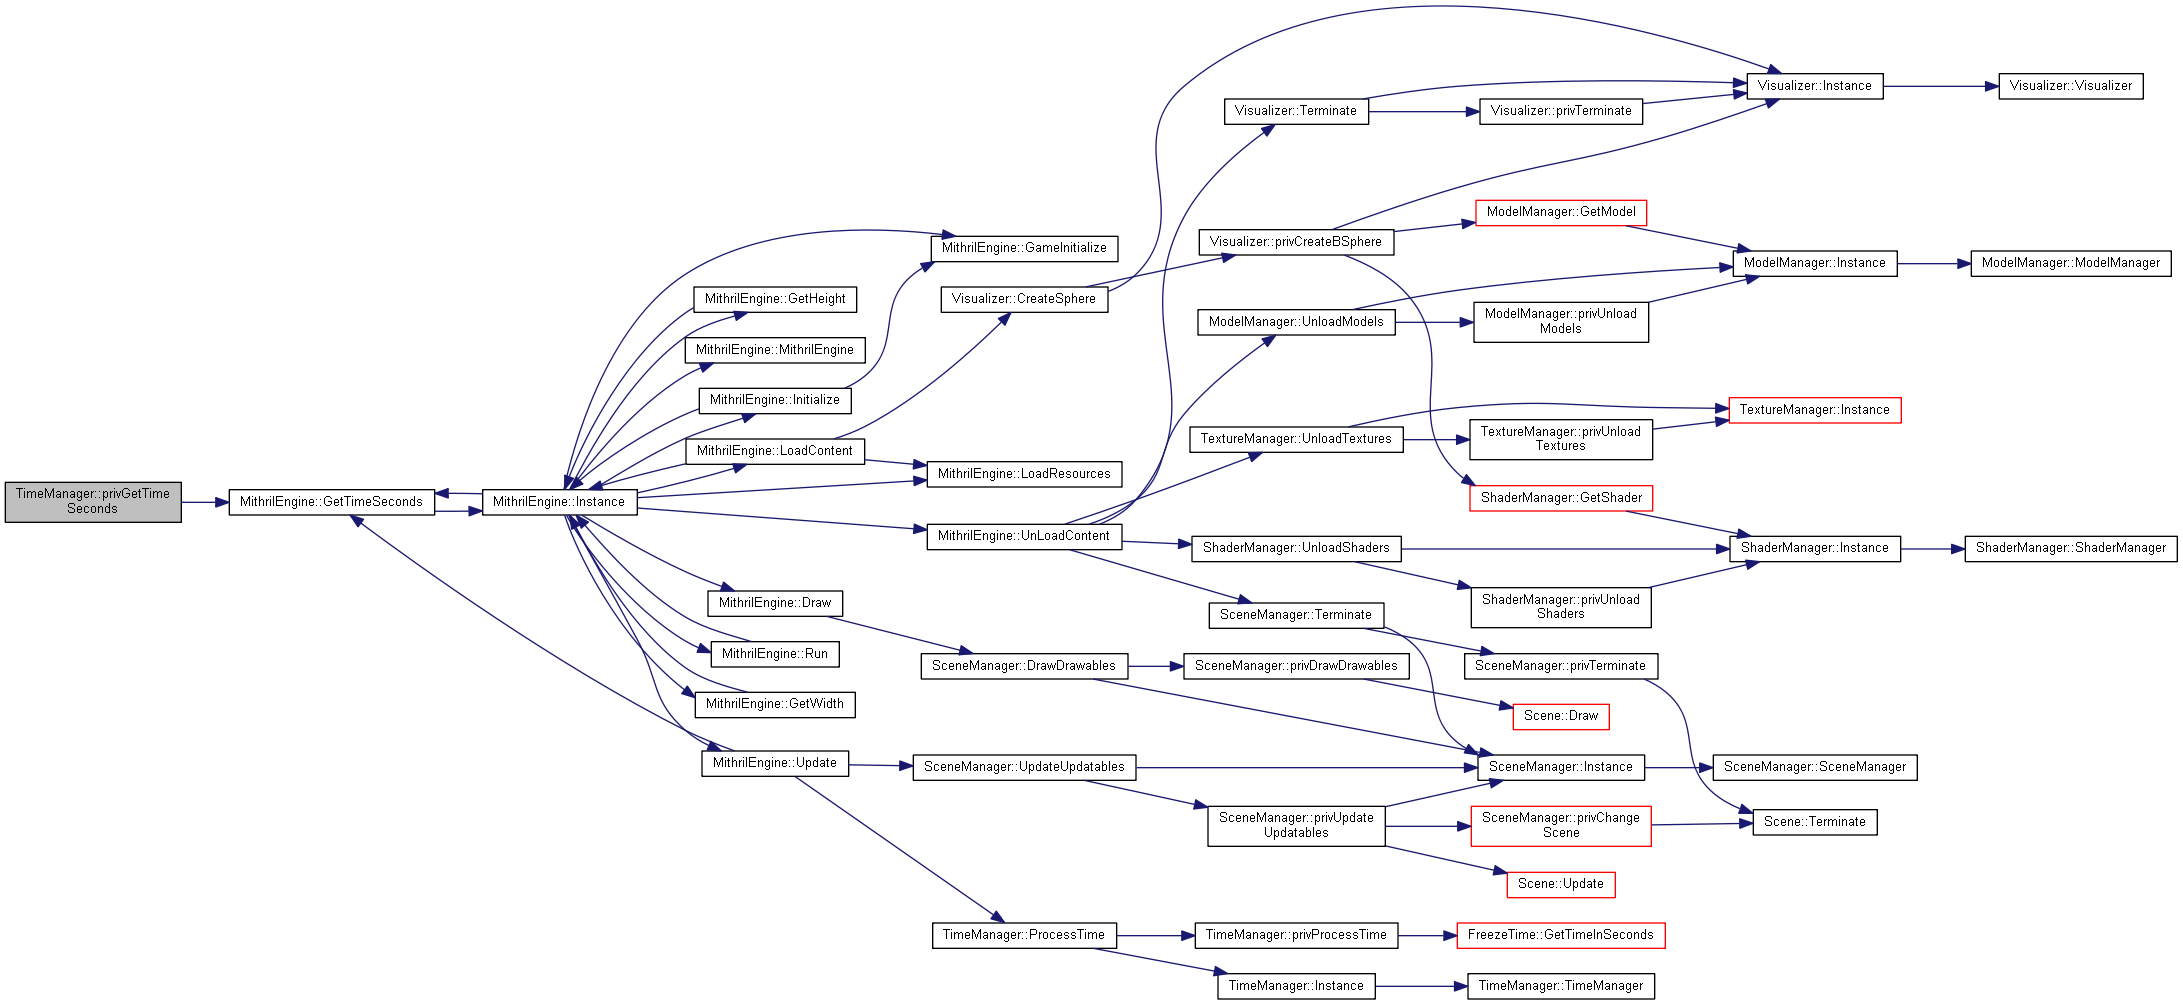 TimeManager::privGetTime
Seconds
MithrilEngine::GetTimeSeconds
MithrilEngine::Instance
MithrilEngine::GameInitialize
MithrilEngine::GetHeight
MithrilEngine::MithrilEngine
MithrilEngine::Initialize
MithrilEngine::LoadContent
MithrilEngine::LoadResources
MithrilEngine::UnLoadContent
MithrilEngine::Draw
MithrilEngine::Run
MithrilEngine::GetWidth
MithrilEngine::Update
Visualizer::CreateSphere
SceneManager::DrawDrawables
SceneManager::UpdateUpdatables
TimeManager::ProcessTime
Visualizer::Terminate
Visualizer::privCreateBSphere
ModelManager::UnloadModels
TextureManager::UnloadTextures
ShaderManager::UnloadShaders
SceneManager::Terminate
SceneManager::privDrawDrawables
SceneManager::privUpdate
Updatables
TimeManager::privProcessTime
TimeManager::Instance
Visualizer::privTerminate
ModelManager::GetModel
ModelManager::privUnload
Models
TextureManager::privUnload
Textures
ShaderManager::GetShader
ShaderManager::privUnload
Shaders
SceneManager::privTerminate
Scene::Draw
SceneManager::Instance
SceneManager::privChange
Scene
Scene::Update
FreezeTime::GetTimeInSeconds
TimeManager::TimeManager
Visualizer::Instance
ModelManager::Instance
TextureManager::Instance
ShaderManager::Instance
SceneManager::SceneManager
Scene::Terminate
Visualizer::Visualizer
ModelManager::ModelManager
ShaderManager::ShaderManager